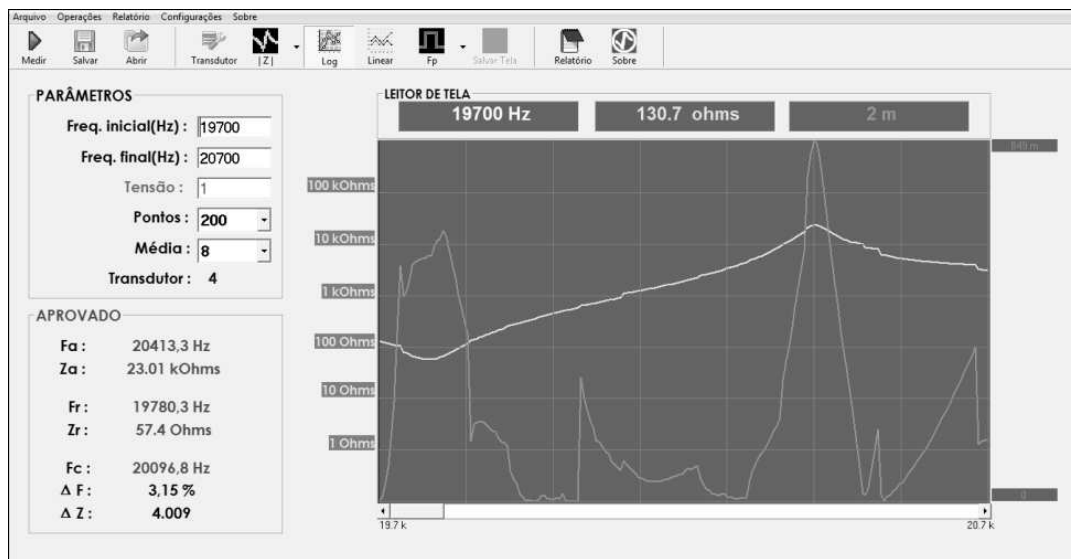 Arquivo Operações Relatório Configurações Sobre
Medir Salvar Abrir Transdutor |Z| Log Linear Fp Salvar Tela Relatório Sobre
PARÂMETROS
Freq. inicial(Hz) : 19700
Freq. final(Hz) : 20700
Tensão : 1
Pontos : 200
Média : 8
Transdutor : 4
APROVADO
Fa : 20413,3 Hz
Za : 23.01 kOhms
Fr : 19780,3 Hz
Zr : 57.4 Ohms
Fc : 20096,8 Hz
Δ F : 3,15 %
Δ Z : 4.009
LEITOR DE TELA
19700 Hz 130.7 ohms 2 m
100 kOhms
10 kOhms
1 kOhms
100 Ohms
10 Ohms
1 Ohms
0
19.7 k 20.7 k